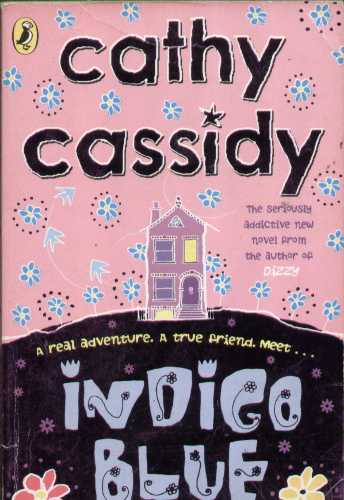 cathy
cassidy
The seriously
addictive new
novel from
the author of
Dizzy
A real adventure. A true friend. Meet . . .
iNDiGO
BLUE